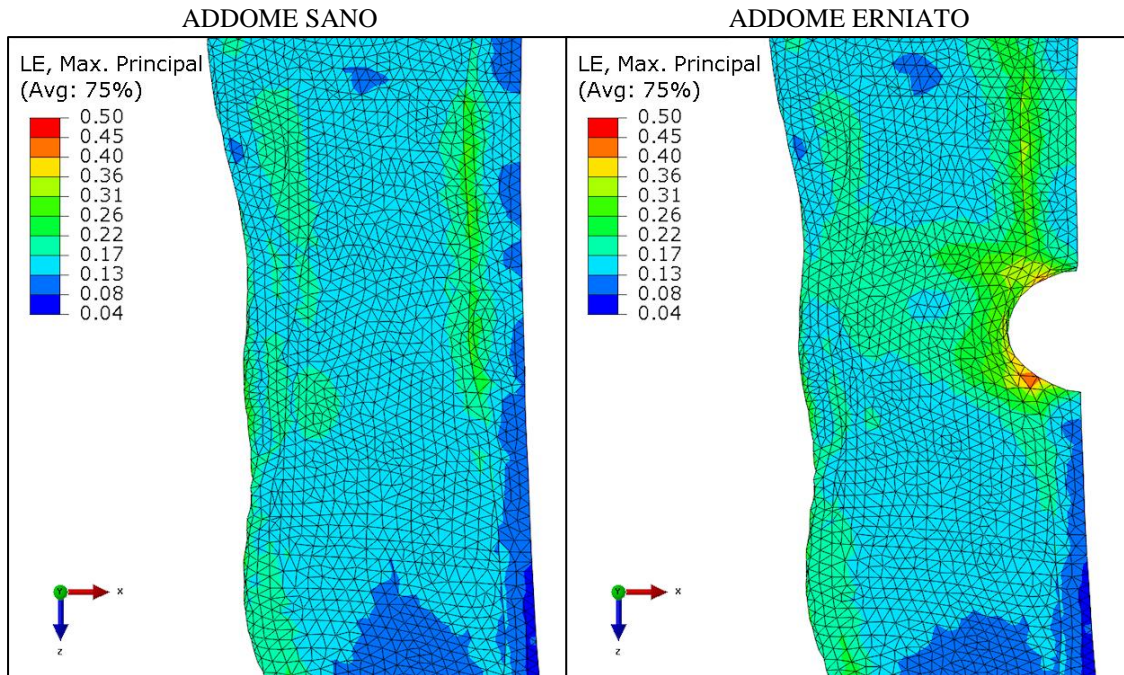 ADDOME SANO
ADDOME ERNIATO
LE, Max. Principal
(Avg: 75%)
0.50
0.45
0.40
0.36
0.31
0.26
0.22
0.17
0.13
0.08
0.04
Y
x
z
LE, Max. Principal
(Avg: 75%)
0.50
0.45
0.40
0.36
0.31
0.26
0.22
0.17
0.13
0.08
0.04
Y
x
z